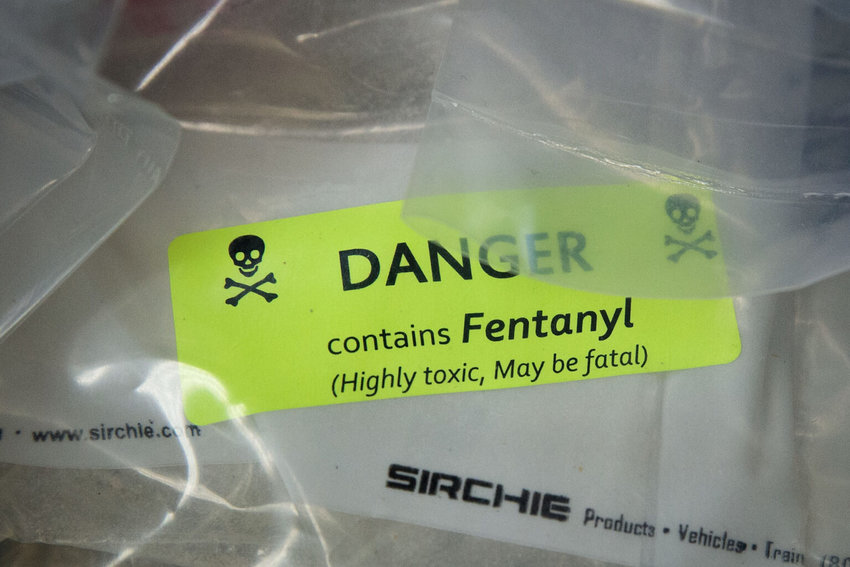 DANGER
contains Fentanyl
(Highly toxic, May be fatal)
www.sirchie.com
SIRCHIE
Products • Vehicles • Train